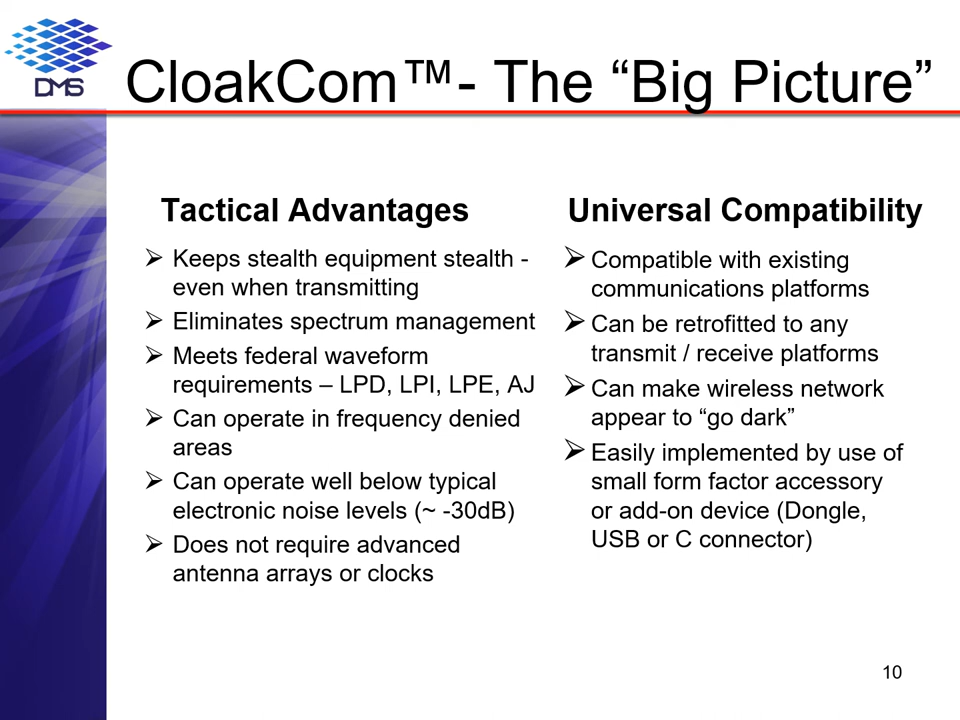 DMS
CloakCom™- The “Big Picture”
Tactical Advantages
Keeps stealth equipment stealth -
even when transmitting
Eliminates spectrum management
Meets federal waveform
requirements – LPD, LPI, LPE, AJ
Can operate in frequency denied
areas
Can operate well below typical
electronic noise levels (~ -30dB)
Does not require advanced
antenna arrays or clocks
Universal Compatibility
Compatible with existing
communications platforms
Can be retrofitted to any
transmit / receive platforms
Can make wireless network
appear to “go dark”
Easily implemented by use of
small form factor accessory
or add-on device (Dongle,
USB or C connector)
10